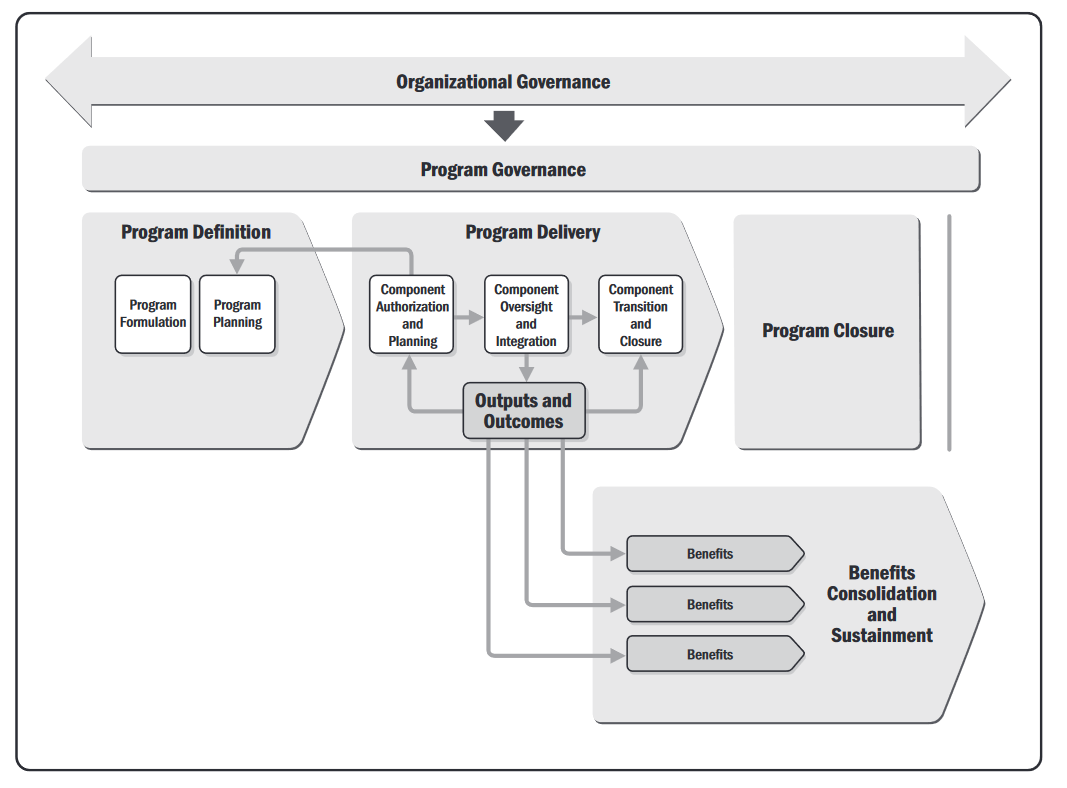 Organizational Governance
Program Governance
Program Definition
Program
Formulation
Program
Planning
Program Delivery
Component
Authorization
and
Planning
Component
Oversight
and
Integration
Component
Transition
and
Closure
Outputs and
Outcomes
Program Closure
Benefits
Benefits
Benefits
Benefits
Consolidation
and
Sustainment